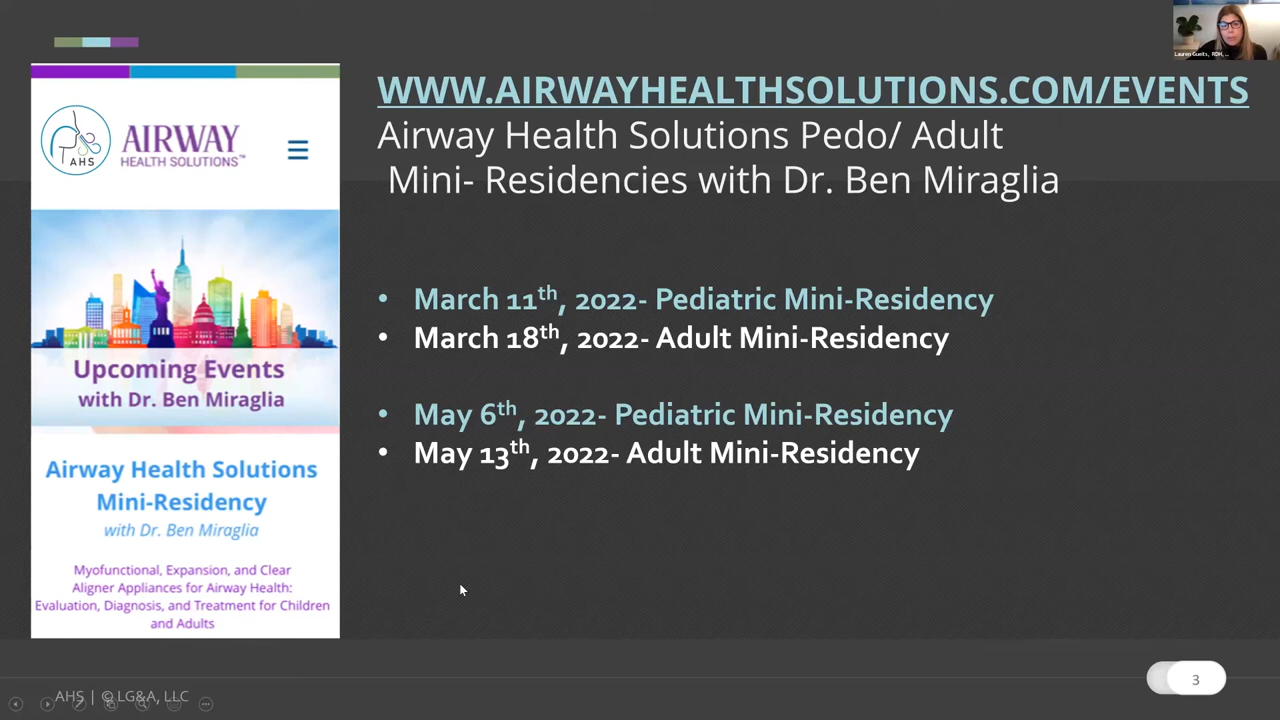 Lauren Gueits, RDH, ...
WWW.AIRWAYHEALTHSOLUTIONS.COM/EVENTS
Airway Health Solutions Pedo/ Adult
Mini- Residencies with Dr. Ben Miraglia
AHS
AIRWAY
HEALTH SOLUTIONS™
Upcoming Events
with Dr. Ben Miraglia
Airway Health Solutions
Mini-Residency
with Dr. Ben Miraglia
Myofunctional, Expansion, and Clear
Aligner Appliances for Airway Health:
Evaluation, Diagnosis, and Treatment for Children
and Adults
• March 11th, 2022- Pediatric Mini-Residency
• March 18th, 2022- Adult Mini-Residency
• May 6th, 2022- Pediatric Mini-Residency
• May 13th, 2022- Adult Mini-Residency
AHS | © LG&A, LLC
3